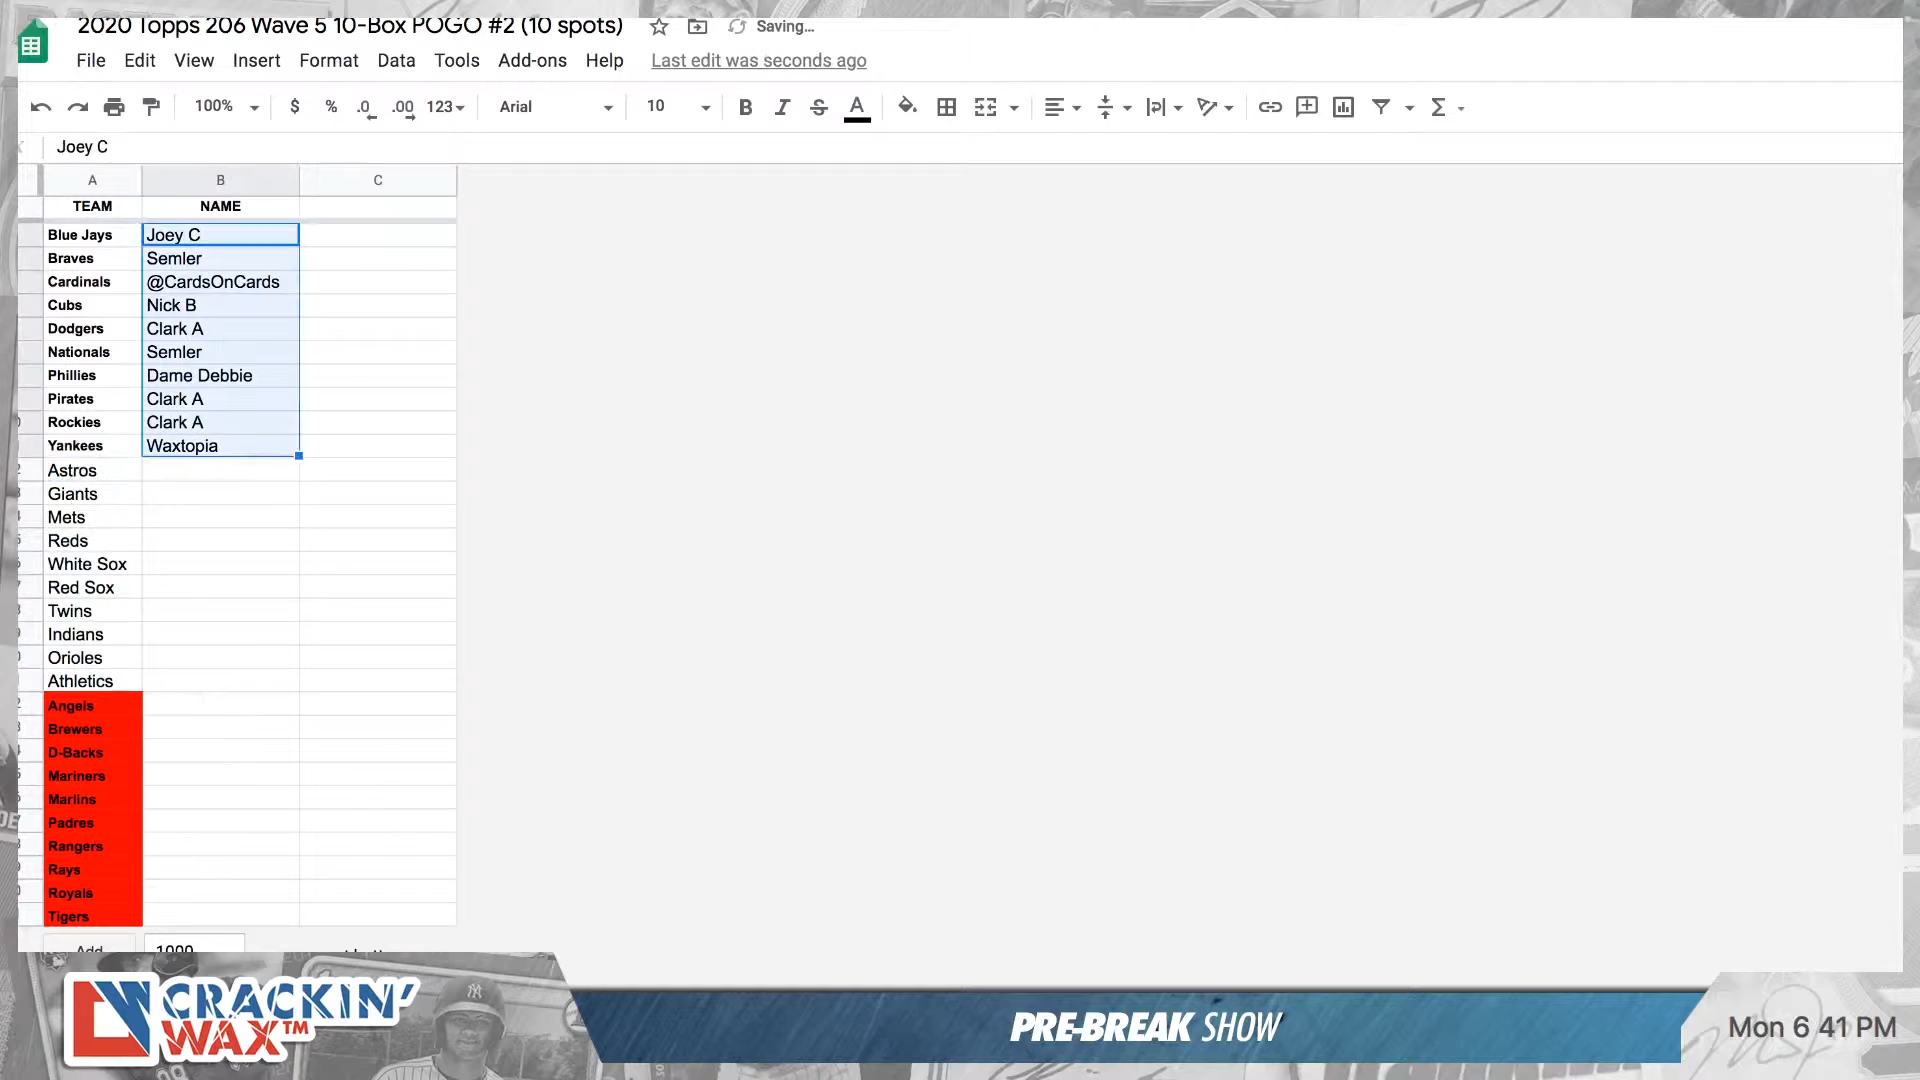 2020 Topps 206 Wave 5 10-Box POGO #2 (10 spots) Saving...
File Edit View Insert Format Data Tools Add-ons Help Last edit was seconds ago
100% $ % .0 .00 123 Arial 10 B I S A
Joey C
A B C
TEAM NAME
Blue Jays Joey C
Braves Semler
Cardinals @CardsOnCards
Cubs Nick B
Dodgers Clark A
Nationals Semler
Phillies Dame Debbie
Pirates Clark A
Rockies Clark A
Yankees Waxtopia
Astros
Giants
Mets
Reds
White Sox
Red Sox
Twins
Indians
Orioles
Athletics
Angels
Brewers
D-Backs
Mariners
Marlins
Padres
Rangers
Rays
Royals
Tigers
Add 1000
CRACKIN'
WAX™
PRE-BREAK SHOW
Mon 6 41 PM